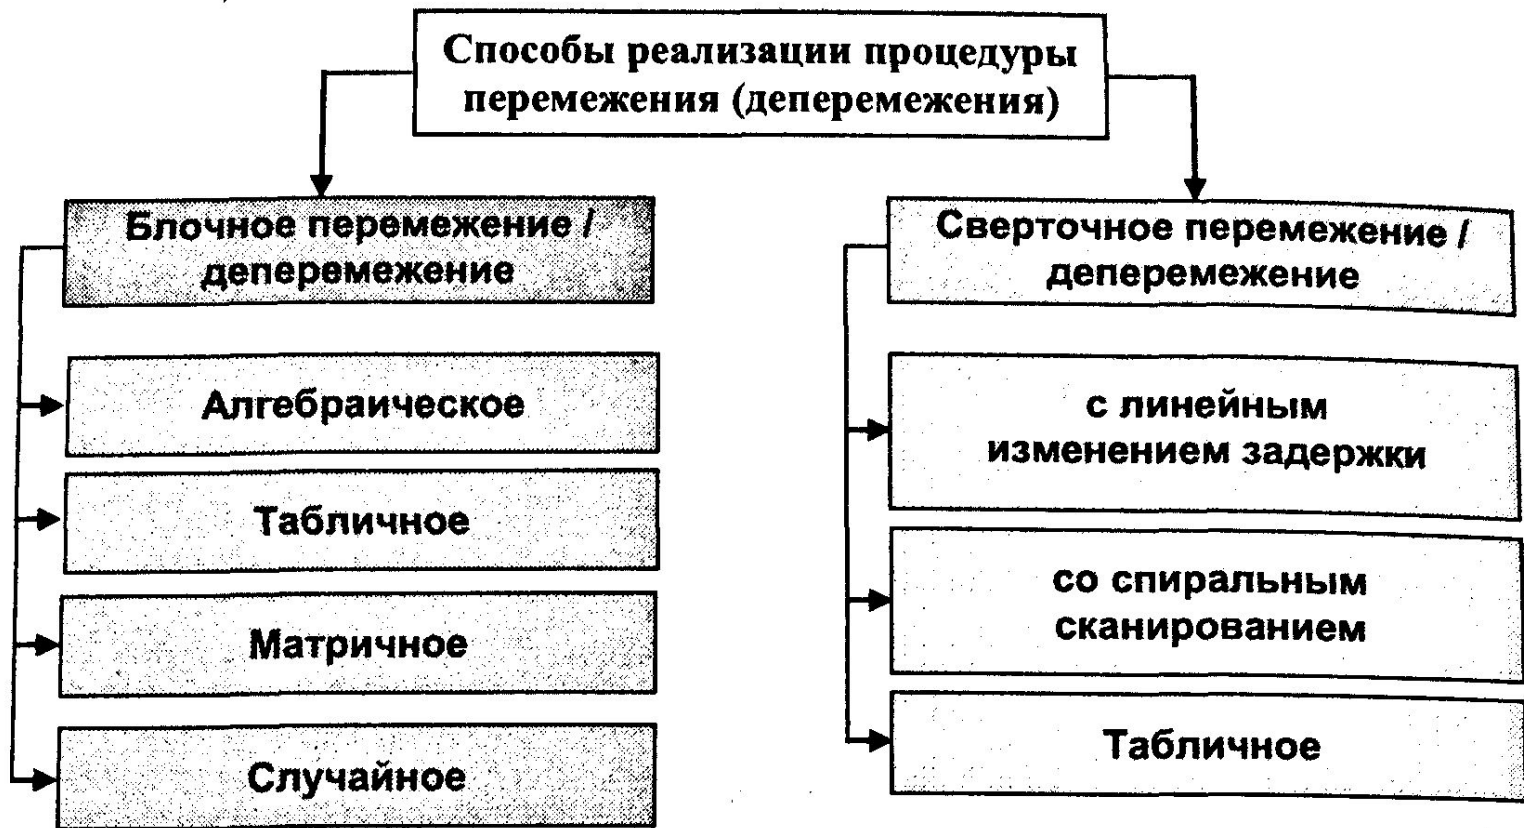 Способы реализации процедуры
перемежения (деперемежения)
Блочное перемежение /
деперемежение
Алгебраическое
Табличное
Матричное
Случайное
Сверточное перемежение /
деперемежение
с линейным
изменением задержки
со спиральным
сканированием
Табличное